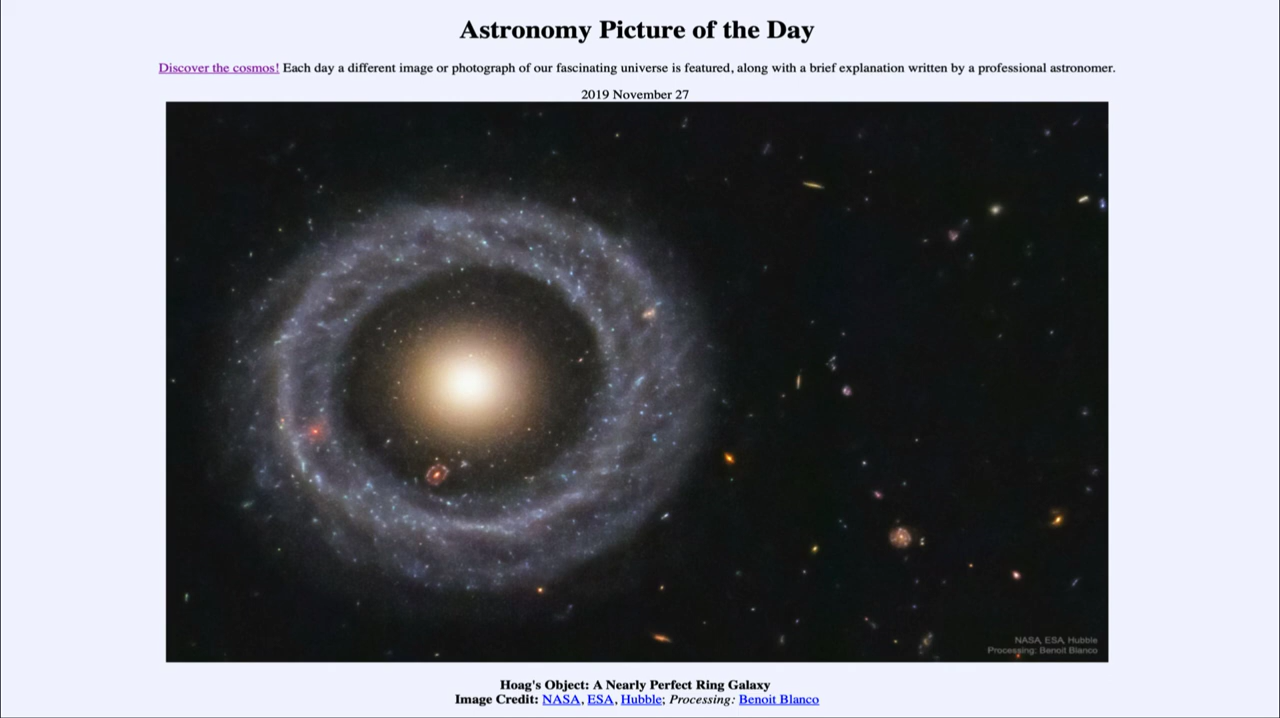 Astronomy Picture of the Day
Discover the cosmos! Each day a different image or photograph of our fascinating universe is featured, along with a brief explanation written by a professional astronomer.
2019 November 27
NASA, ESA, Hubble
Processing: Benoit Blanco
Hoag's Object: A Nearly Perfect Ring Galaxy
Image Credit: NASA, ESA, Hubble; Processing: Benoit Blanco